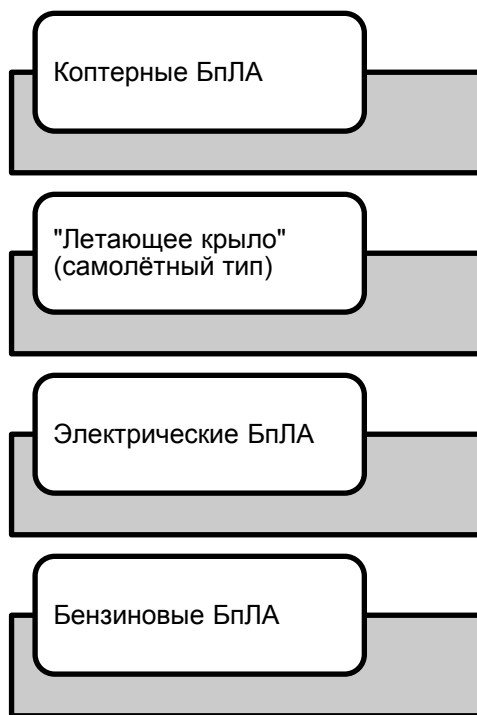 Коптерные БпЛА
"Летающее крыло"
(самолётный тип)
Электрические БпЛА
Бензиновые БпЛА